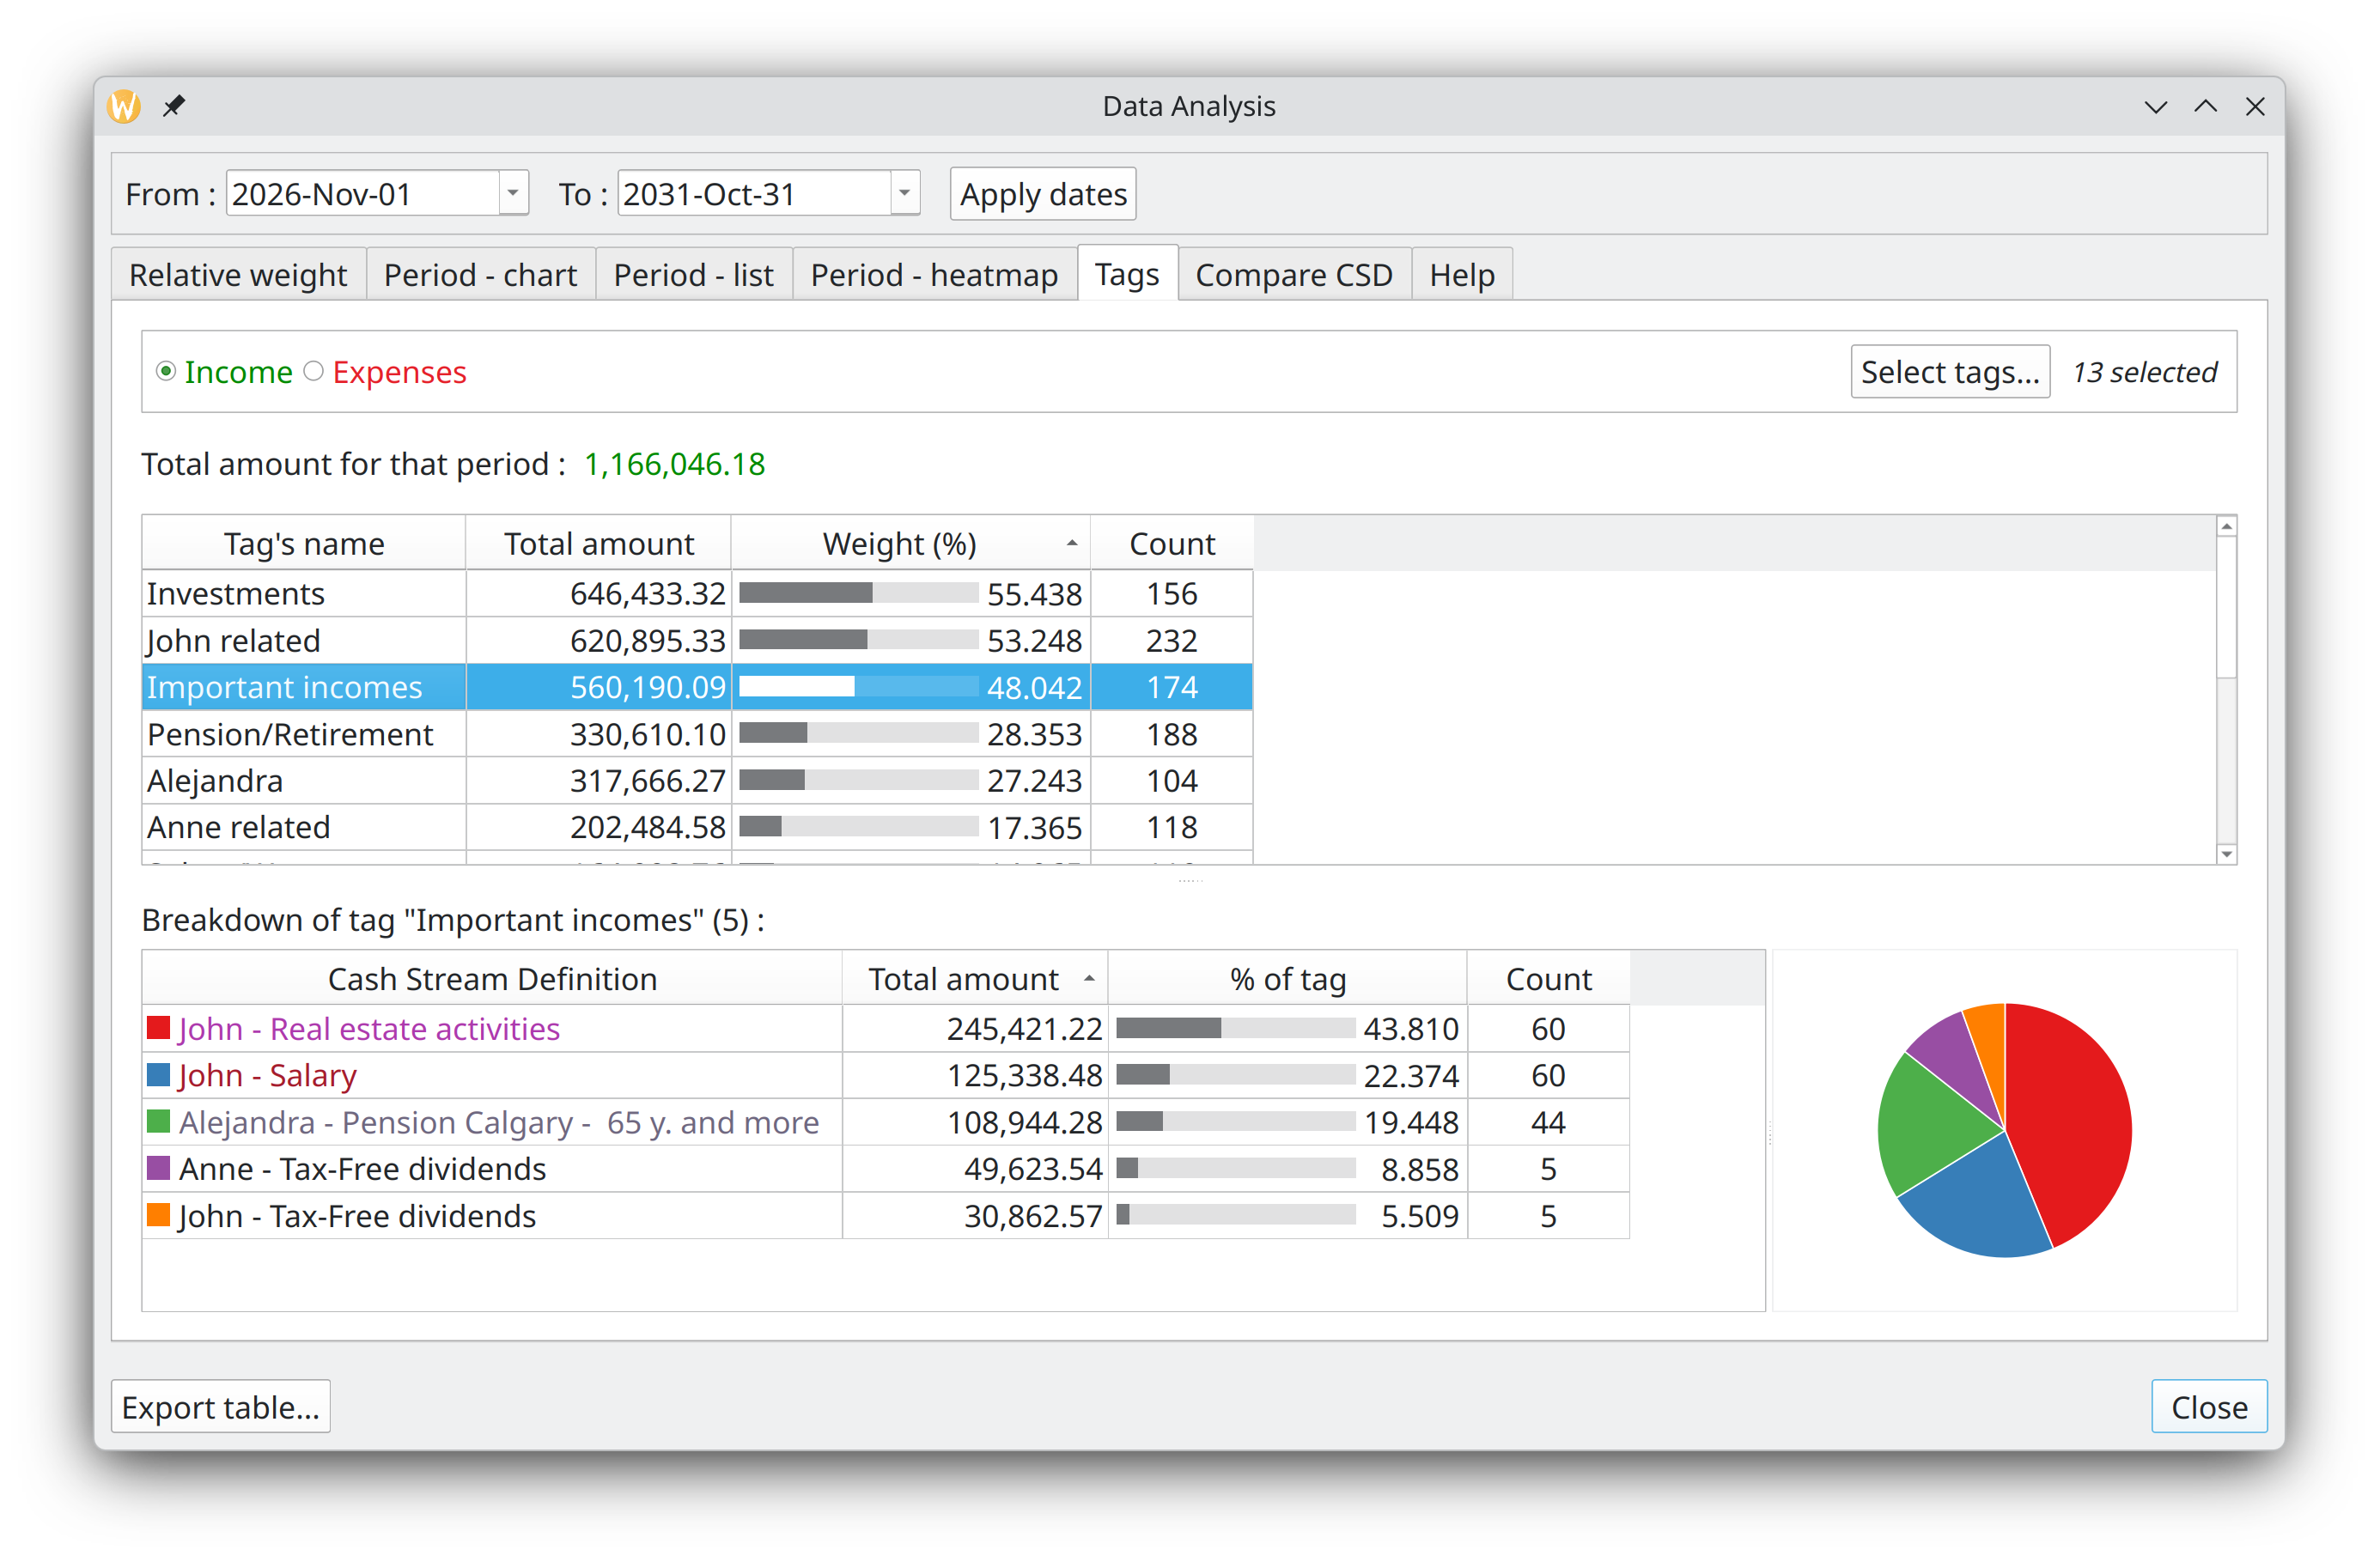 Data Analysis
From : 2026-Nov-01 To : 2031-Oct-31 Apply dates
Relative weight Period - chart Period - list Period - heatmap Tags Compare CSD Help
Income Expenses Select tags... 13 selected
Total amount for that period : 1,166,046.18
Tag's name Total amount Weight (%) Count
Investments 646,433.32 55.438 156
John related 620,895.33 53.248 232
Important incomes 560,190.09 48.042 174
Pension/Retirement 330,610.10 28.353 188
Alejandra 317,666.27 27.243 104
Anne related 202,484.58 17.365 118
Breakdown of tag "Important incomes" (5) :
Cash Stream Definition Total amount % of tag Count
John - Real estate activities 245,421.22 43.810 60
John - Salary 125,338.48 22.374 60
Alejandra - Pension Calgary -  65 y. and more 108,944.28 19.448 44
Anne - Tax-Free dividends 49,623.54 8.858 5
John - Tax-Free dividends 30,862.57 5.509 5
Export table... Close